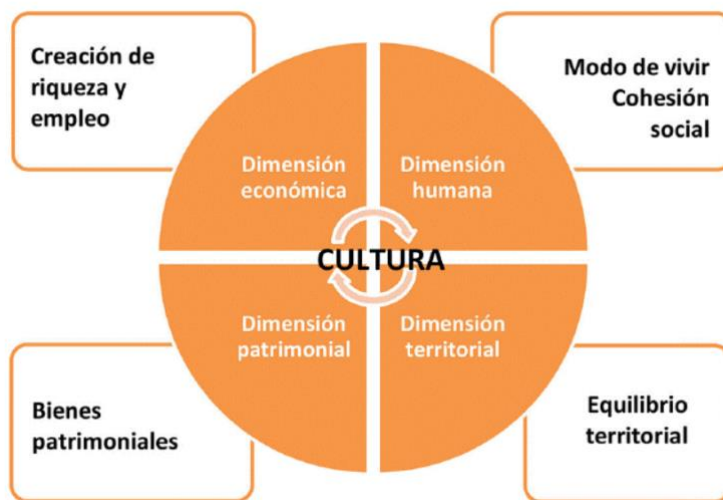 Creación de
riqueza y
empleo
Modo de vivir
Cohesión
social
Dimensión
económica
Dimensión
humana
CULTURA
Dimensión
patrimonial
Dimensión
territorial
Bienes
patrimoniales
Equilibrio
territorial